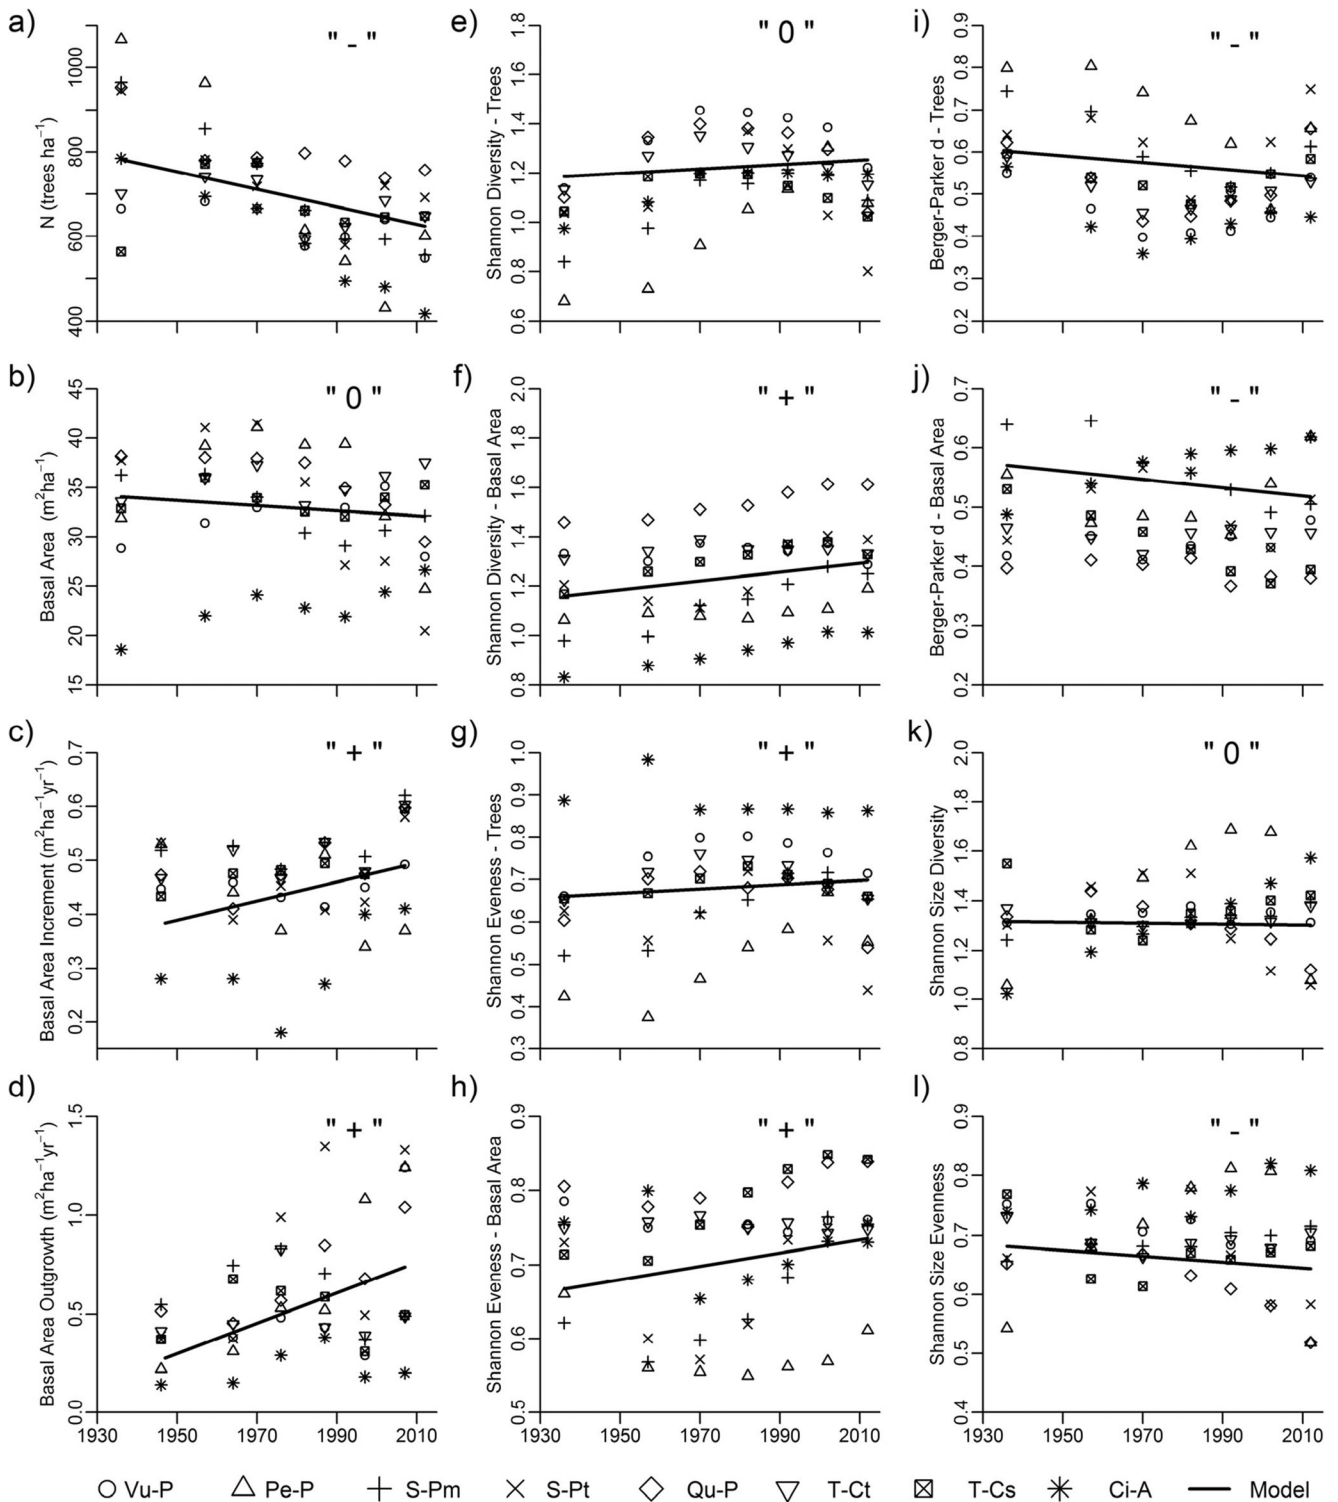 a)
" - "
N (trees ha⁻¹)
400 600 800 1000
b)
" 0 "
Basal Area (m²ha⁻¹)
15 20 25 30 35 40 45
c)
" + "
Basal Area Increment (m²ha⁻¹yr⁻¹)
0.2 0.3 0.4 0.5 0.6 0.7
d)
" + "
Basal Area Outgrowth (m²ha⁻¹yr⁻¹)
0.0 0.5 1.0 1.5
1930 1950 1970 1990 2010
e)
" 0 "
Shannon Diversity - Trees
0.6 0.8 1.0 1.2 1.4 1.6 1.8
f)
" + "
Shannon Diversity - Basal Area
0.8 1.0 1.2 1.4 1.6 1.8 2.0
g)
" + "
Shannon Eveness - Trees
0.3 0.4 0.5 0.6 0.7 0.8 0.9 1.0
h)
" + "
Shannon Eveness - Basal Area
0.5 0.6 0.7 0.8 0.9
1930 1950 1970 1990 2010
i)
" - "
Berger-Parker d - Trees
0.2 0.3 0.4 0.5 0.6 0.7 0.8 0.9
j)
" - "
Berger-Parker d - Basal Area
0.2 0.3 0.4 0.5 0.6 0.7
k)
" 0 "
Shannon Size Diversity
0.8 1.0 1.2 1.4 1.6 1.8 2.0
l)
" - "
Shannon Size Evenness
0.4 0.5 0.6 0.7 0.8 0.9
1930 1950 1970 1990 2010
Vu-P Pe-P S-Pm S-Pt Qu-P T-Ct T-Cs Ci-A Model